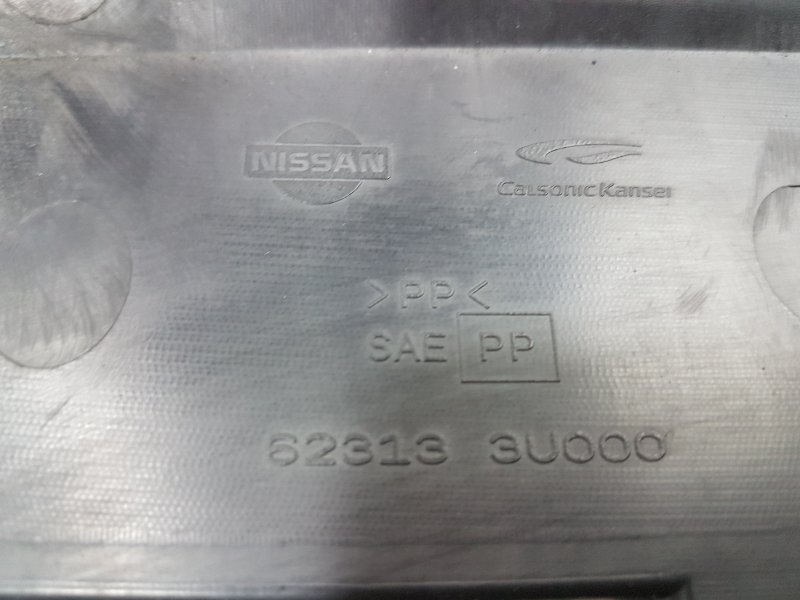 NISSAN
CalsonicKansei
>PP<
SAE PP
62313 3U000